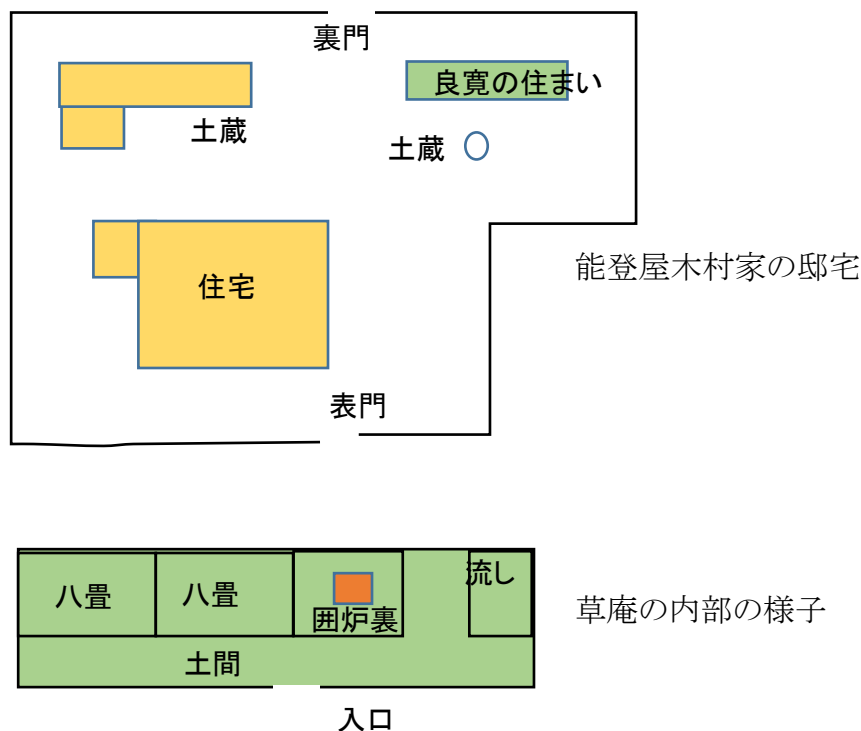 裏門
良寛の住まい
土蔵
土蔵
住宅
能登屋木村家の邸宅
表門
八畳
八畳
囲炉裏
流し
草庵の内部の様子
土間
入口